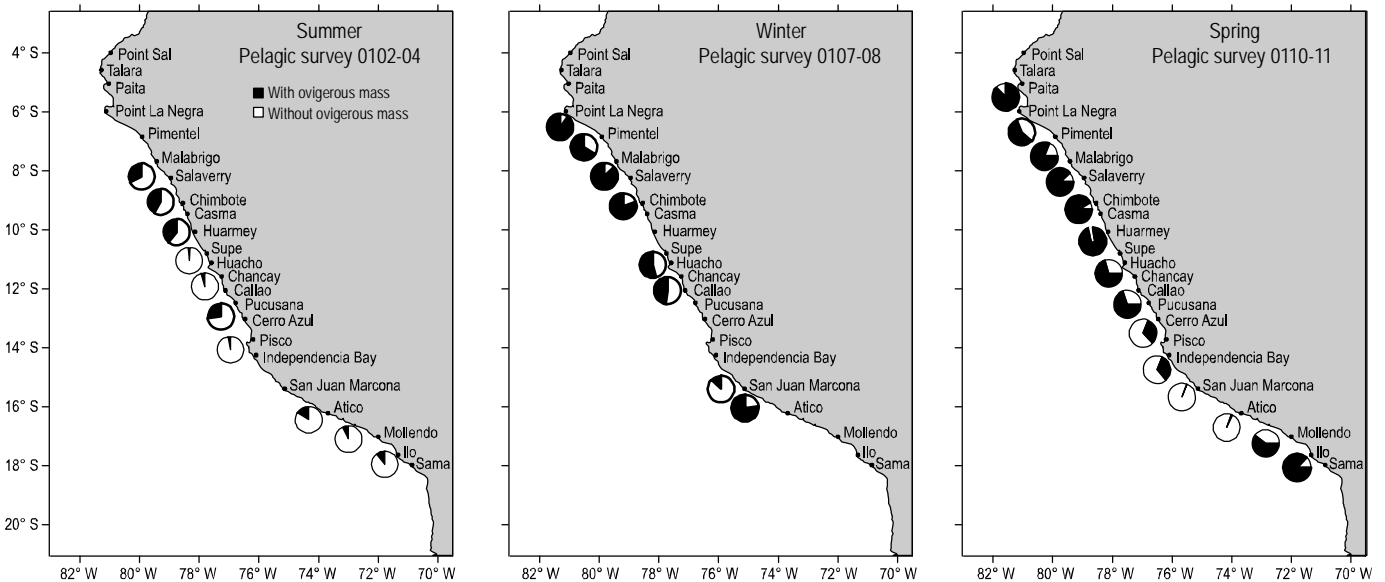 Summer
Pelagic survey 0102-04
With ovigerous mass
Without ovigerous mass
4° S
6° S
8° S
10° S
12° S
14° S
16° S
18° S
20° S
Point Sal
Talara
Paita
Point La Negra
Pimentel
Malabrigo
Salaverry
Chimbote
Casma
Huarmey
Supe
Huacho
Chancay
Callao
Pucusana
Cerro Azul
Pisco
Independencia Bay
San Juan Marcona
Atico
Mollendo
Ilo
Sama
82° W 80° W 78° W 76° W 74° W 72° W 70° W
Winter
Pelagic survey 0107-08
Point Sal
Talara
Paita
Point La Negra
Pimentel
Malabrigo
Salaverry
Chimbote
Casma
Huarmey
Supe
Huacho
Chancay
Callao
Pucusana
Cerro Azul
Pisco
Independencia Bay
San Juan Marcona
Atico
Mollendo
Ilo
Sama
82° W 80° W 78° W 76° W 74° W 72° W 70° W
Spring
Pelagic survey 0110-11
Point Sal
Talara
Paita
Point La Negra
Pimentel
Malabrigo
Salaverry
Chimbote
Casma
Huarmey
Supe
Huacho
Chancay
Callao
Pucusana
Cerro Azul
Pisco
Independencia Bay
San Juan Marcona
Atico
Mollendo
Ilo
Sama
82° W 80° W 78° W 76° W 74° W 72° W 70° W